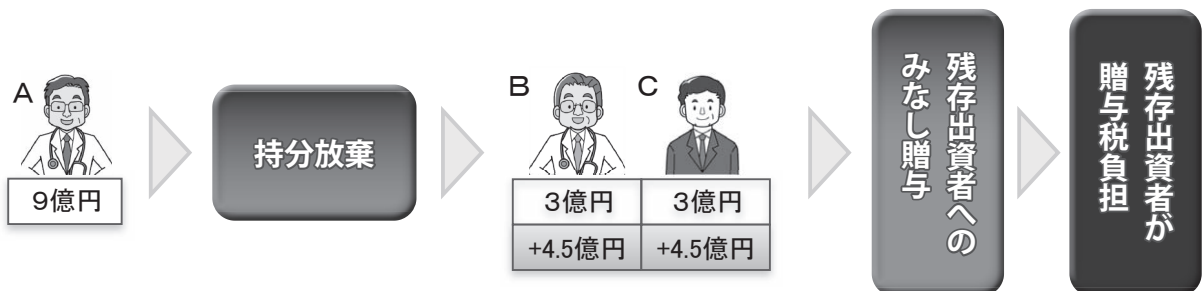 A
9億円
持分放棄
B
C
3億円
3億円
+4.5億円
+4.5億円
残存出資者への
みなし贈与
残存出資者が
贈与税負担